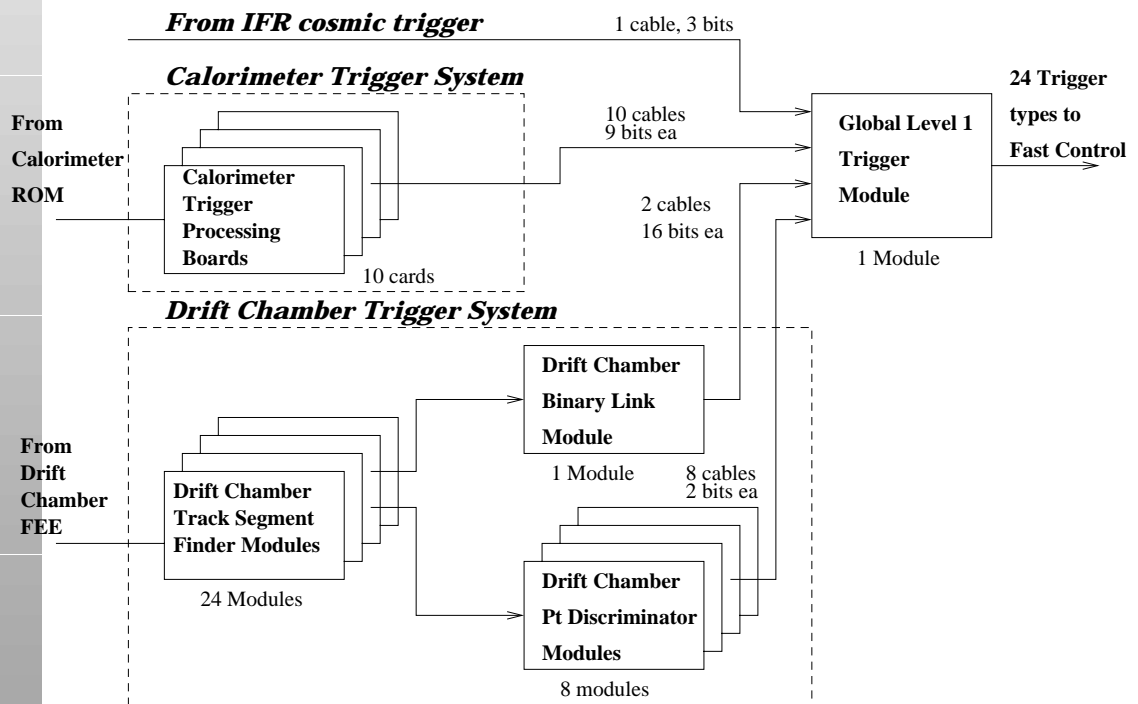 From IFR cosmic trigger
1 cable, 3 bits
Calorimeter Trigger System
From
Calorimeter
ROM
Calorimeter
Trigger
Processing
Boards
10 cards
10 cables
9 bits ea
2 cables
16 bits ea
Global Level 1
Trigger
Module
1 Module
24 Trigger
types to
Fast Control
Drift Chamber Trigger System
From
Drift
Chamber
FEE
Drift Chamber
Track Segment
Finder Modules
24 Modules
Drift Chamber
Binary Link
Module
1 Module
8 cables
2 bits ea
Drift Chamber
Pt Discriminator
Modules
8 modules